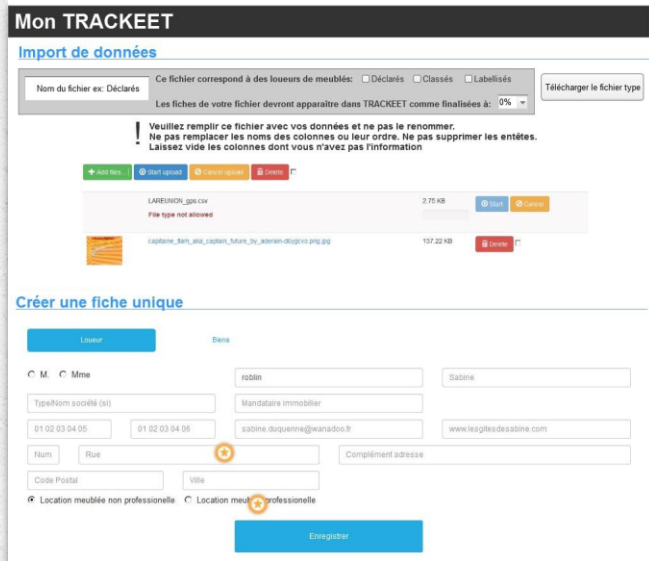 Mon TRACKEET
Import de données
Nom du fichier ex: Déclarés
Ce fichier correspond à des loueurs de meublés: Déclarés Classés Labellisés
Les fiches de votre fichier devront apparaître dans TRACKEET comme finalisées à: 0%
Télécharger le fichier type
! Veuillez remplir ce fichier avec vos données et ne pas le renommer.
Ne pas remplacer les noms des colonnes ou leur ordre. Ne pas supprimer les entêtes.
Laissez vide les colonnes dont vous n'avez pas l'information
Add files... Start upload Cancel upload Delete
LAREUNION_gps.csv 2.75 KB Start Cancel
File type not allowed
137.22 KB Delete
Créer une fiche unique
Loueur Biens
M. Mme roblin Sabine
Type/Nom société (si) Mandataire immobilier
01 02 03 04 05 01 02 03 04 06 sabine.duquenne@wanadoo.fr www.lesgitesdesabine.com
Num Rue Complément adresse
Code Postal Ville
Location meublée non professionelle Location meublée professionelle
Enregistrer